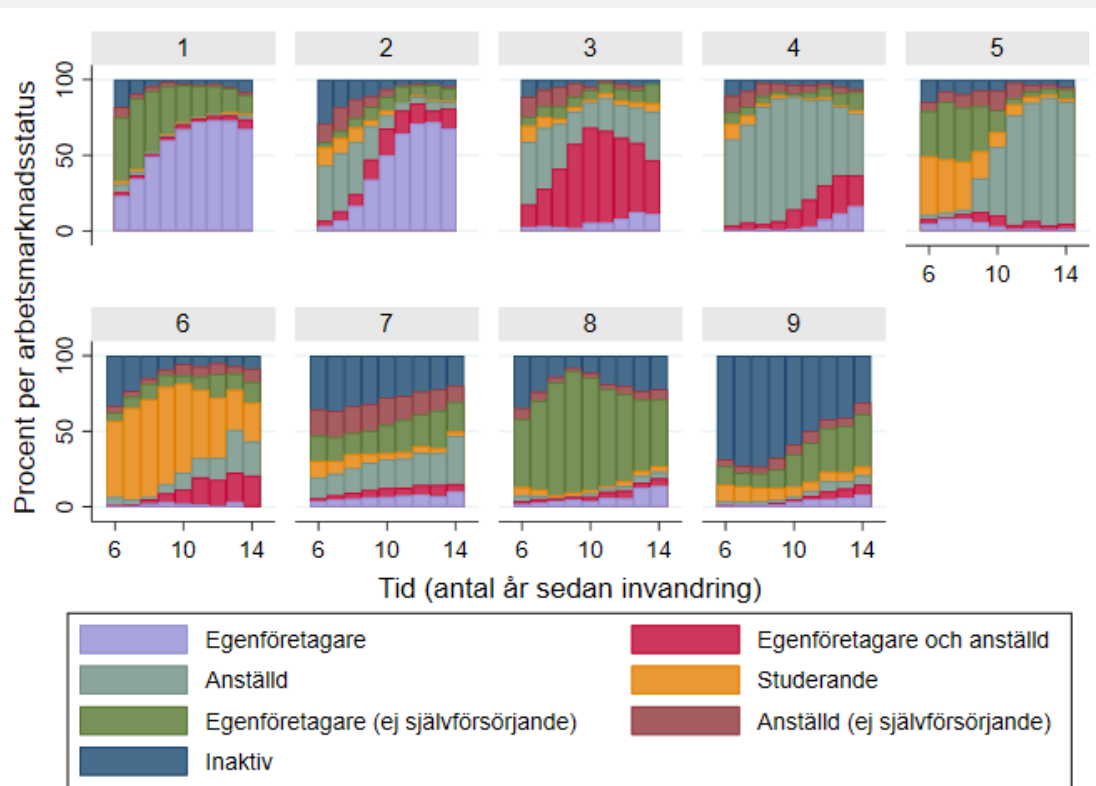 1 2 3 4 5
100
50
0
6 10 14
6 7 8 9
100
50
0
6 10 14 6 10 14 6 10 14 6 10 14
Procent per arbetsmarknadsstatus
Tid (antal år sedan invandring)
Egenföretagare Egenföretagare och anställd
Anställd Studerande
Egenföretagare (ej självförsörjande) Anställd (ej självförsörjande)
Inaktiv